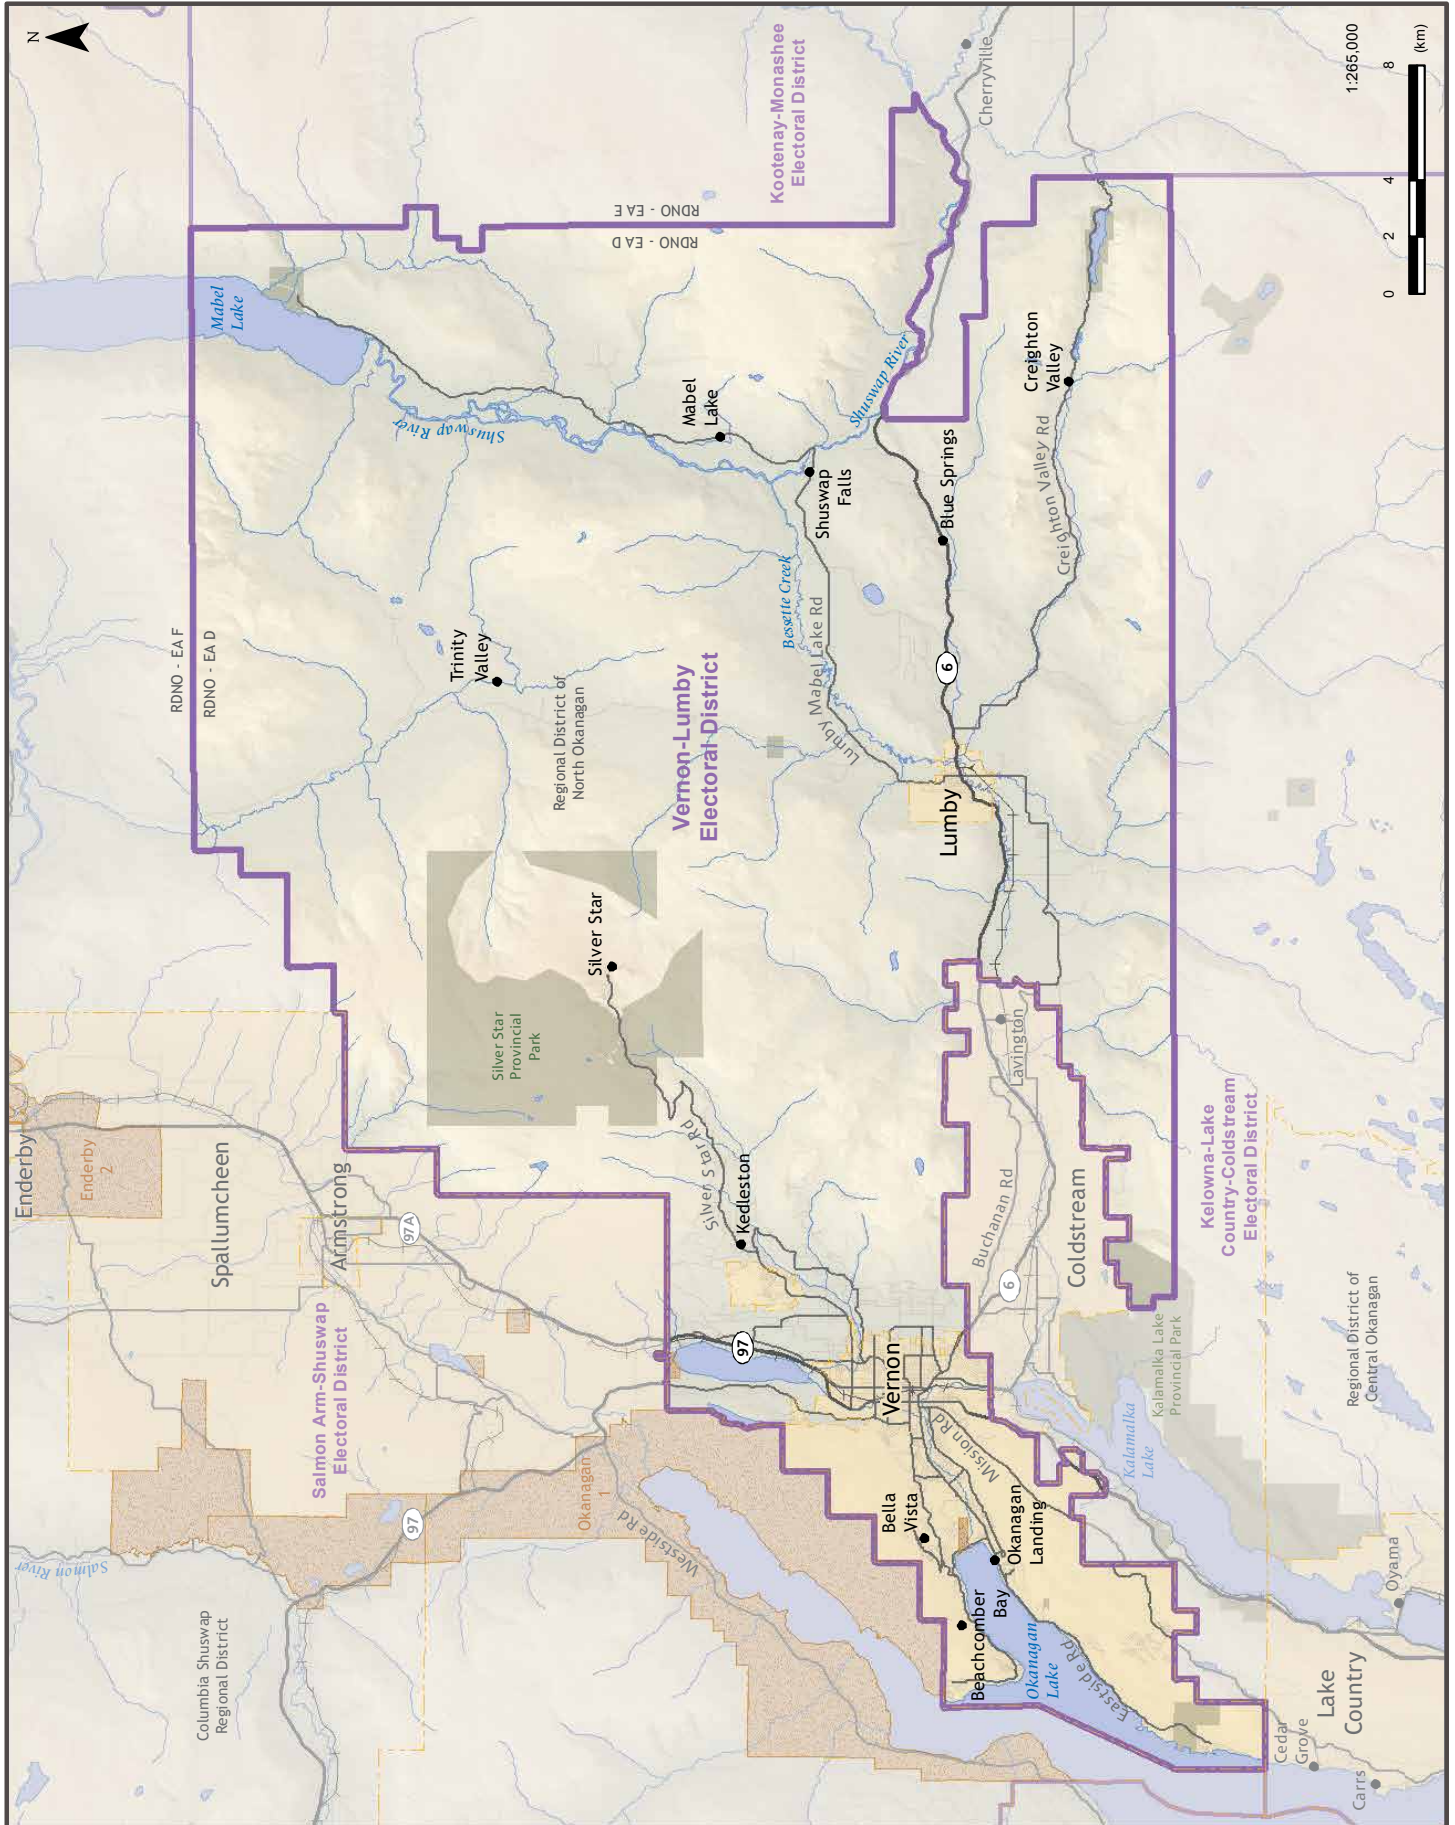 N
1:265,000
0
2
4
8
(km)
Kootenay-Monashee
Electoral District
Cherryville
RDNO - EA E
RDNO - EA D
Mabel
Lake
Shuswap River
Mabel
Lake
Shuswap River
Creighton
Valley
Creighton Valley Rd
Shuswap
Falls
Blue Springs
Bessette Creek
Lumby Mabel Lake Rd
6
RDNO - EA F
RDNO - EA D
Trinity
Valley
Regional District of
North Okanagan
Vernon-Lumby
Electoral District
Lumby
Silver Star
Silver Star
Provincial
Park
Silver Star Rd
Kedleston
Lavington
Buchanan Rd
6
Coldstream
Kelowna-Lake
Country-Coldstream
Electoral District
Regional District of
Central Okanagan
Kalamalka Lake
Provincial Park
Kalamalka
Lake
Enderby
Enderby
2
Spallumcheen
Armstrong
97A
Salmon Arm-Shuswap
Electoral District
97
Vernon
Mission Rd
Bella
Vista
Okanagan
Landing
Beachcomber
Bay
Okanagan
Lake
Eastside Rd
Okanagan
1
Westside Rd
97
Salmon River
Columbia Shuswap
Regional District
Oyama
Lake
Country
Cedar
Grove
Carrs